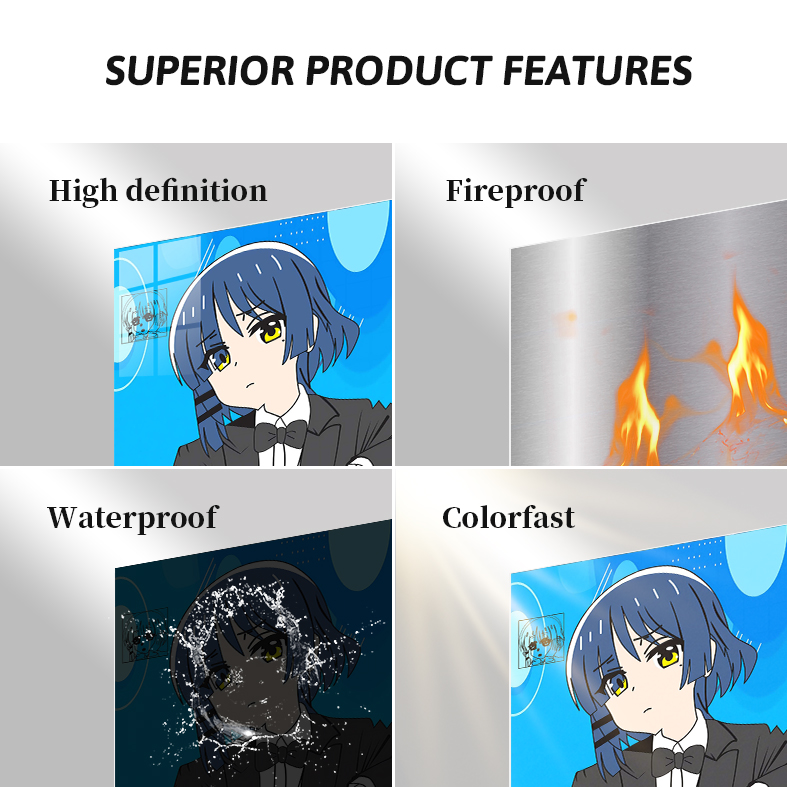 SUPERIOR PRODUCT FEATURES
High definition
Fireproof
Waterproof
Colorfast